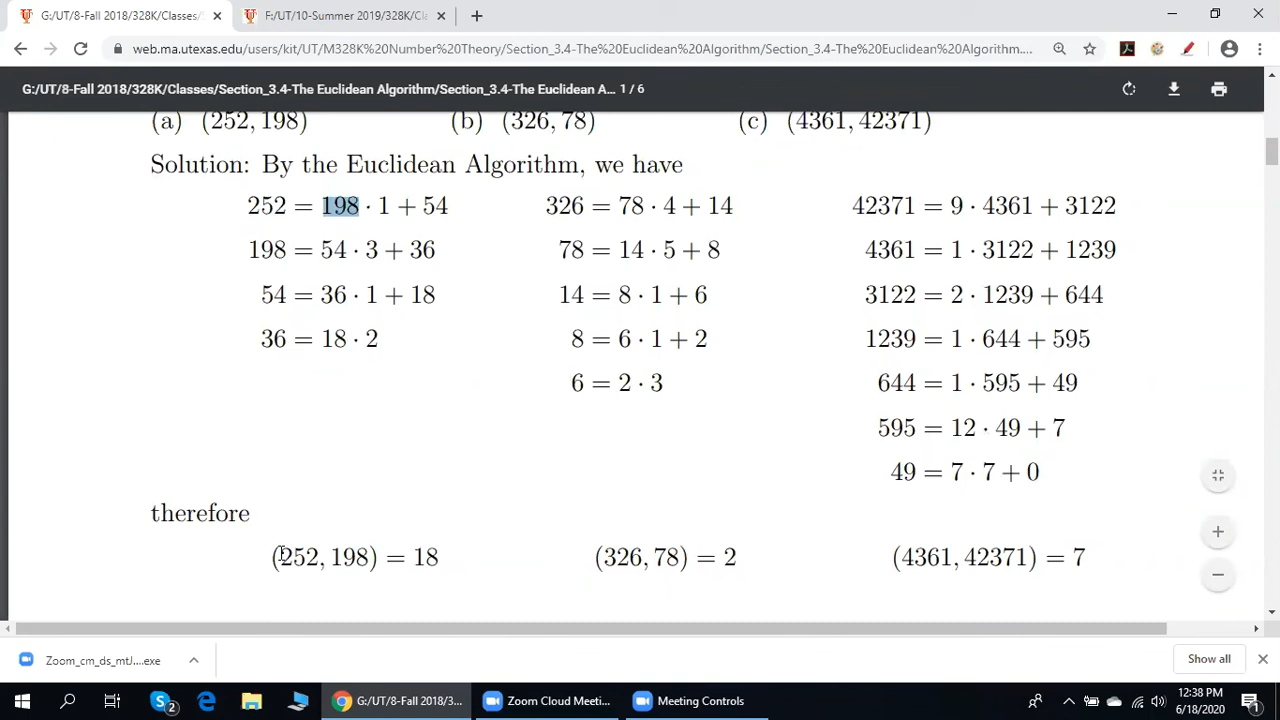 G:/UT/8-Fall 2018/328K/Classes/S
F:/UT/10-Summer 2019/328K/Class
web.ma.utexas.edu/users/kit/UT/M328K%20Number%20Theory/Section_3.4-The%20Euclidean%20Algorithm/Section_3.4-The%20Euclidean%20Algorithm....
G:/UT/8-Fall 2018/328K/Classes/Section_3.4-The Euclidean Algorithm/Section_3.4-The Euclidean A... 1 / 6
(a) (252, 198) (b) (326, 78) (c) (4361, 42371)
Solution: By the Euclidean Algorithm, we have
252 = 198 · 1 + 54 326 = 78 · 4 + 14 42371 = 9 · 4361 + 3122
198 = 54 · 3 + 36 78 = 14 · 5 + 8 4361 = 1 · 3122 + 1239
54 = 36 · 1 + 18 14 = 8 · 1 + 6 3122 = 2 · 1239 + 644
36 = 18 · 2 8 = 6 · 1 + 2 1239 = 1 · 644 + 595
6 = 2 · 3 644 = 1 · 595 + 49
595 = 12 · 49 + 7
49 = 7 · 7 + 0
therefore
(252, 198) = 18 (326, 78) = 2 (4361, 42371) = 7
Zoom_cm_ds_mtJ....exe
Show all
G:/UT/8-Fall 2018/3...
Zoom Cloud Meeti...
Meeting Controls
2
12:38 PM
6/18/2020
1